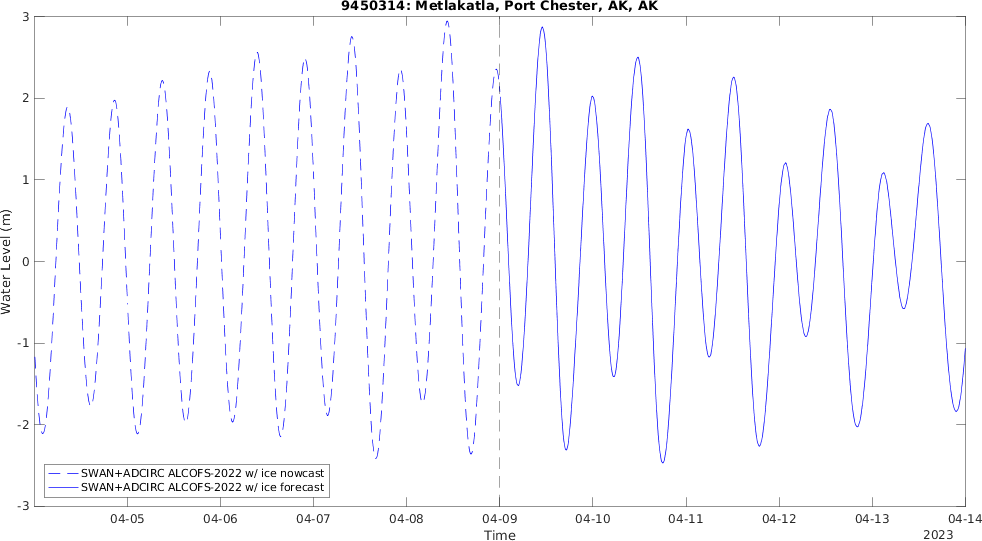 9450314: Metlakatla, Port Chester, AK, AK
3
2
1
0
-1
-2
-3
Water Level (m)
SWAN+ADCIRC ALCOFS-2022 w/ ice nowcast
SWAN+ADCIRC ALCOFS-2022 w/ ice forecast
04-05 04-06 04-07 04-08 04-09 04-10 04-11 04-12 04-13 04-14
Time
2023